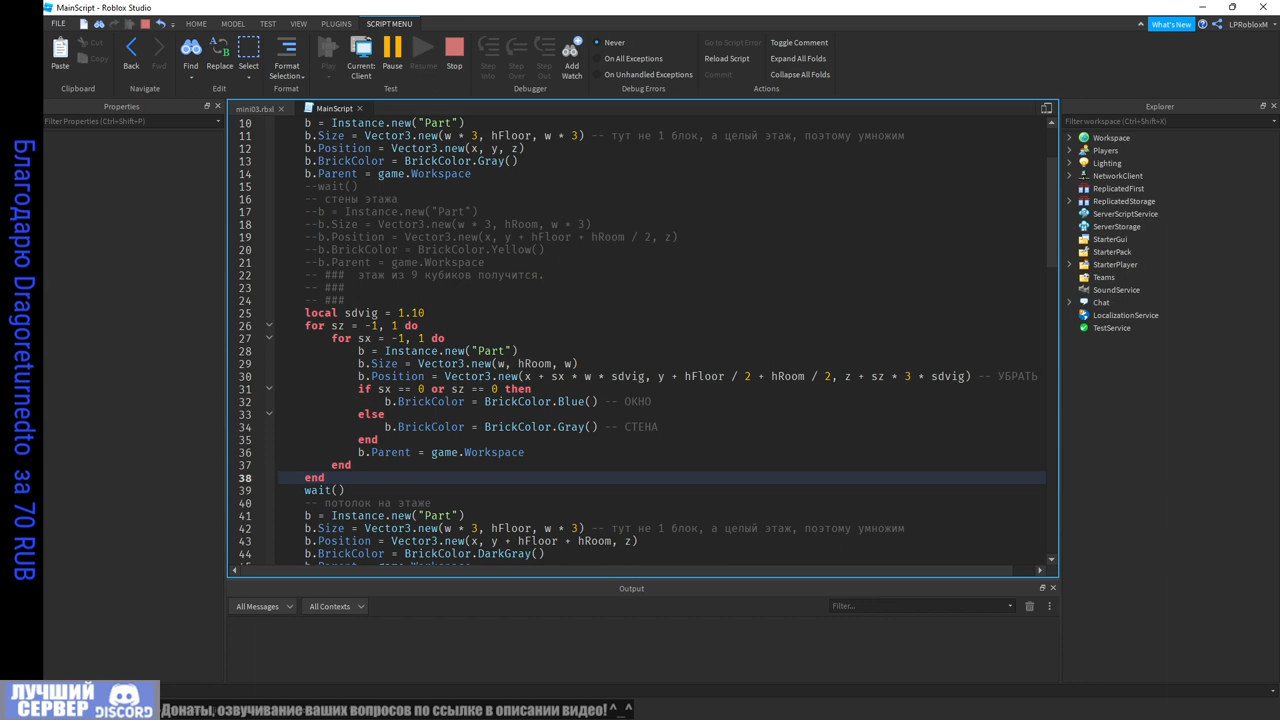 MainScript - Roblox Studio
FILE
HOME
MODEL
TEST
VIEW
PLUGINS
SCRIPT MENU
What's New
LPRobloxM
Paste
Cut
Copy
Back
Forward
Find
Replace
Select
Format
Selection
Play
Current:
Client
Pause
Resume
Stop
Step
Into
Step
Over
Step
Out
Add
Watch
Never
On All Exceptions
On Unhandled Exceptions
Go to Script Error
Reload Script
Commit
Toggle Comment
Expand All Folds
Collapse All Folds
Clipboard
Navigate
Edit
Format
Test
Debugger
Debug Errors
Actions
Properties
Filter Properties (Ctrl+Shift+P)
mini03.rbxl
MainScript
Explorer
Filter workspace (Ctrl+Shift+X)
Workspace
Players
Lighting
NetworkClient
ReplicatedFirst
ReplicatedStorage
ServerScriptService
ServerStorage
StarterGui
StarterPack
StarterPlayer
Teams
SoundService
Chat
LocalizationService
TestService
10 b = Instance.new("Part")
11 b.Size = Vector3.new(w * 3, hFloor, w * 3) -- тут не 1 блок, а целый этаж, поэтому умножим
12 b.Position = Vector3.new(x, y, z)
13 b.BrickColor = BrickColor.Gray()
14 b.Parent = game.Workspace
15 --wait()
16 -- стены этажа
17 --b = Instance.new("Part")
18 --b.Size = Vector3.new(w * 3, hRoom, w * 3)
19 --b.Position = Vector3.new(x, y + hFloor + hRoom / 2, z)
20 --b.BrickColor = BrickColor.Yellow()
21 --b.Parent = game.Workspace
22 -- ### этаж из 9 кубиков получится.
23 -- ###
24 -- ###
25 local sdvig = 1.10
26 for sz = -1, 1 do
27 for sx = -1, 1 do
28 b = Instance.new("Part")
29 b.Size = Vector3.new(w, hRoom, w)
30 b.Position = Vector3.new(x + sx * w * sdvig, y + hFloor / 2 + hRoom / 2, z + sz * 3 * sdvig) -- УБРАТЬ
31 if sx == 0 or sz == 0 then
32 b.BrickColor = BrickColor.Blue() -- ОКНО
33 else
34 b.BrickColor = BrickColor.Gray() -- СТЕНА
35 end
36 b.Parent = game.Workspace
37 end
38 end
39 wait()
40 -- потолок на этаже
41 b = Instance.new("Part")
42 b.Size = Vector3.new(w * 3, hFloor, w * 3) -- тут не 1 блок, а целый этаж, поэтому умножим
43 b.Position = Vector3.new(x, y + hFloor + hRoom, z)
44 b.BrickColor = BrickColor.DarkGray()
Output
All Messages
All Contexts
Filter...
Благодарю Dragoreturnedto за 70 RUB
ЛУЧШИЙ
СЕРВЕР
DISCORD
Донаты, озвучивание ваших вопросов по ссылке в описании видео! ^_^